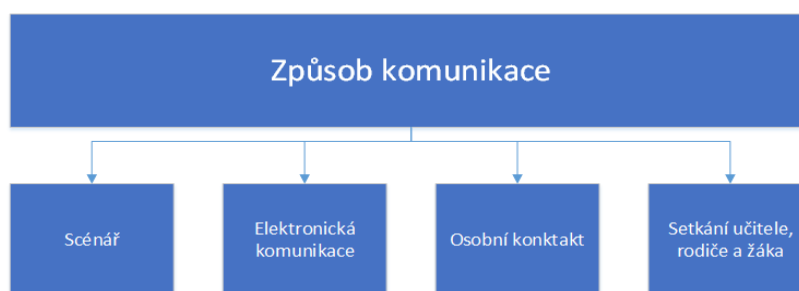 Způsob komunikace
Scénář
Elektronická
komunikace
Osobní konktakt
Setkání učitele,
rodiče a žáka